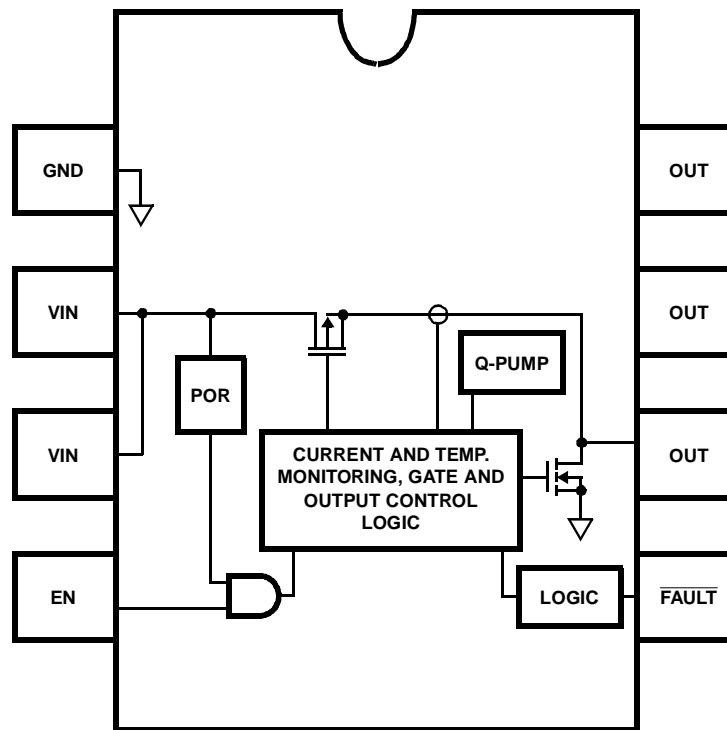 GND
OUT
VIN
OUT
Q-PUMP
POR
VIN
CURRENT AND TEMP.
MONITORING, GATE AND
OUTPUT CONTROL
LOGIC
OUT
EN
LOGIC
FAULT